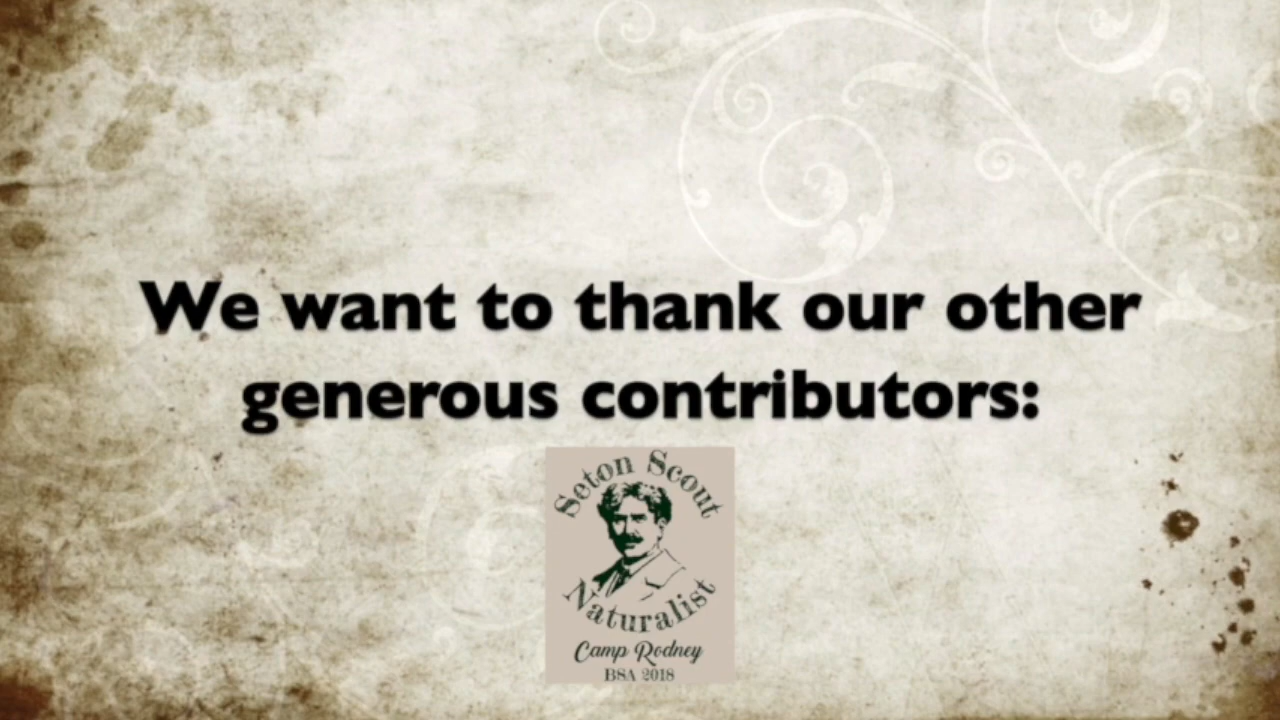 We want to thank our other
generous contributors:
Seton Scout
Naturalist
Camp Rodney
BSA 2018